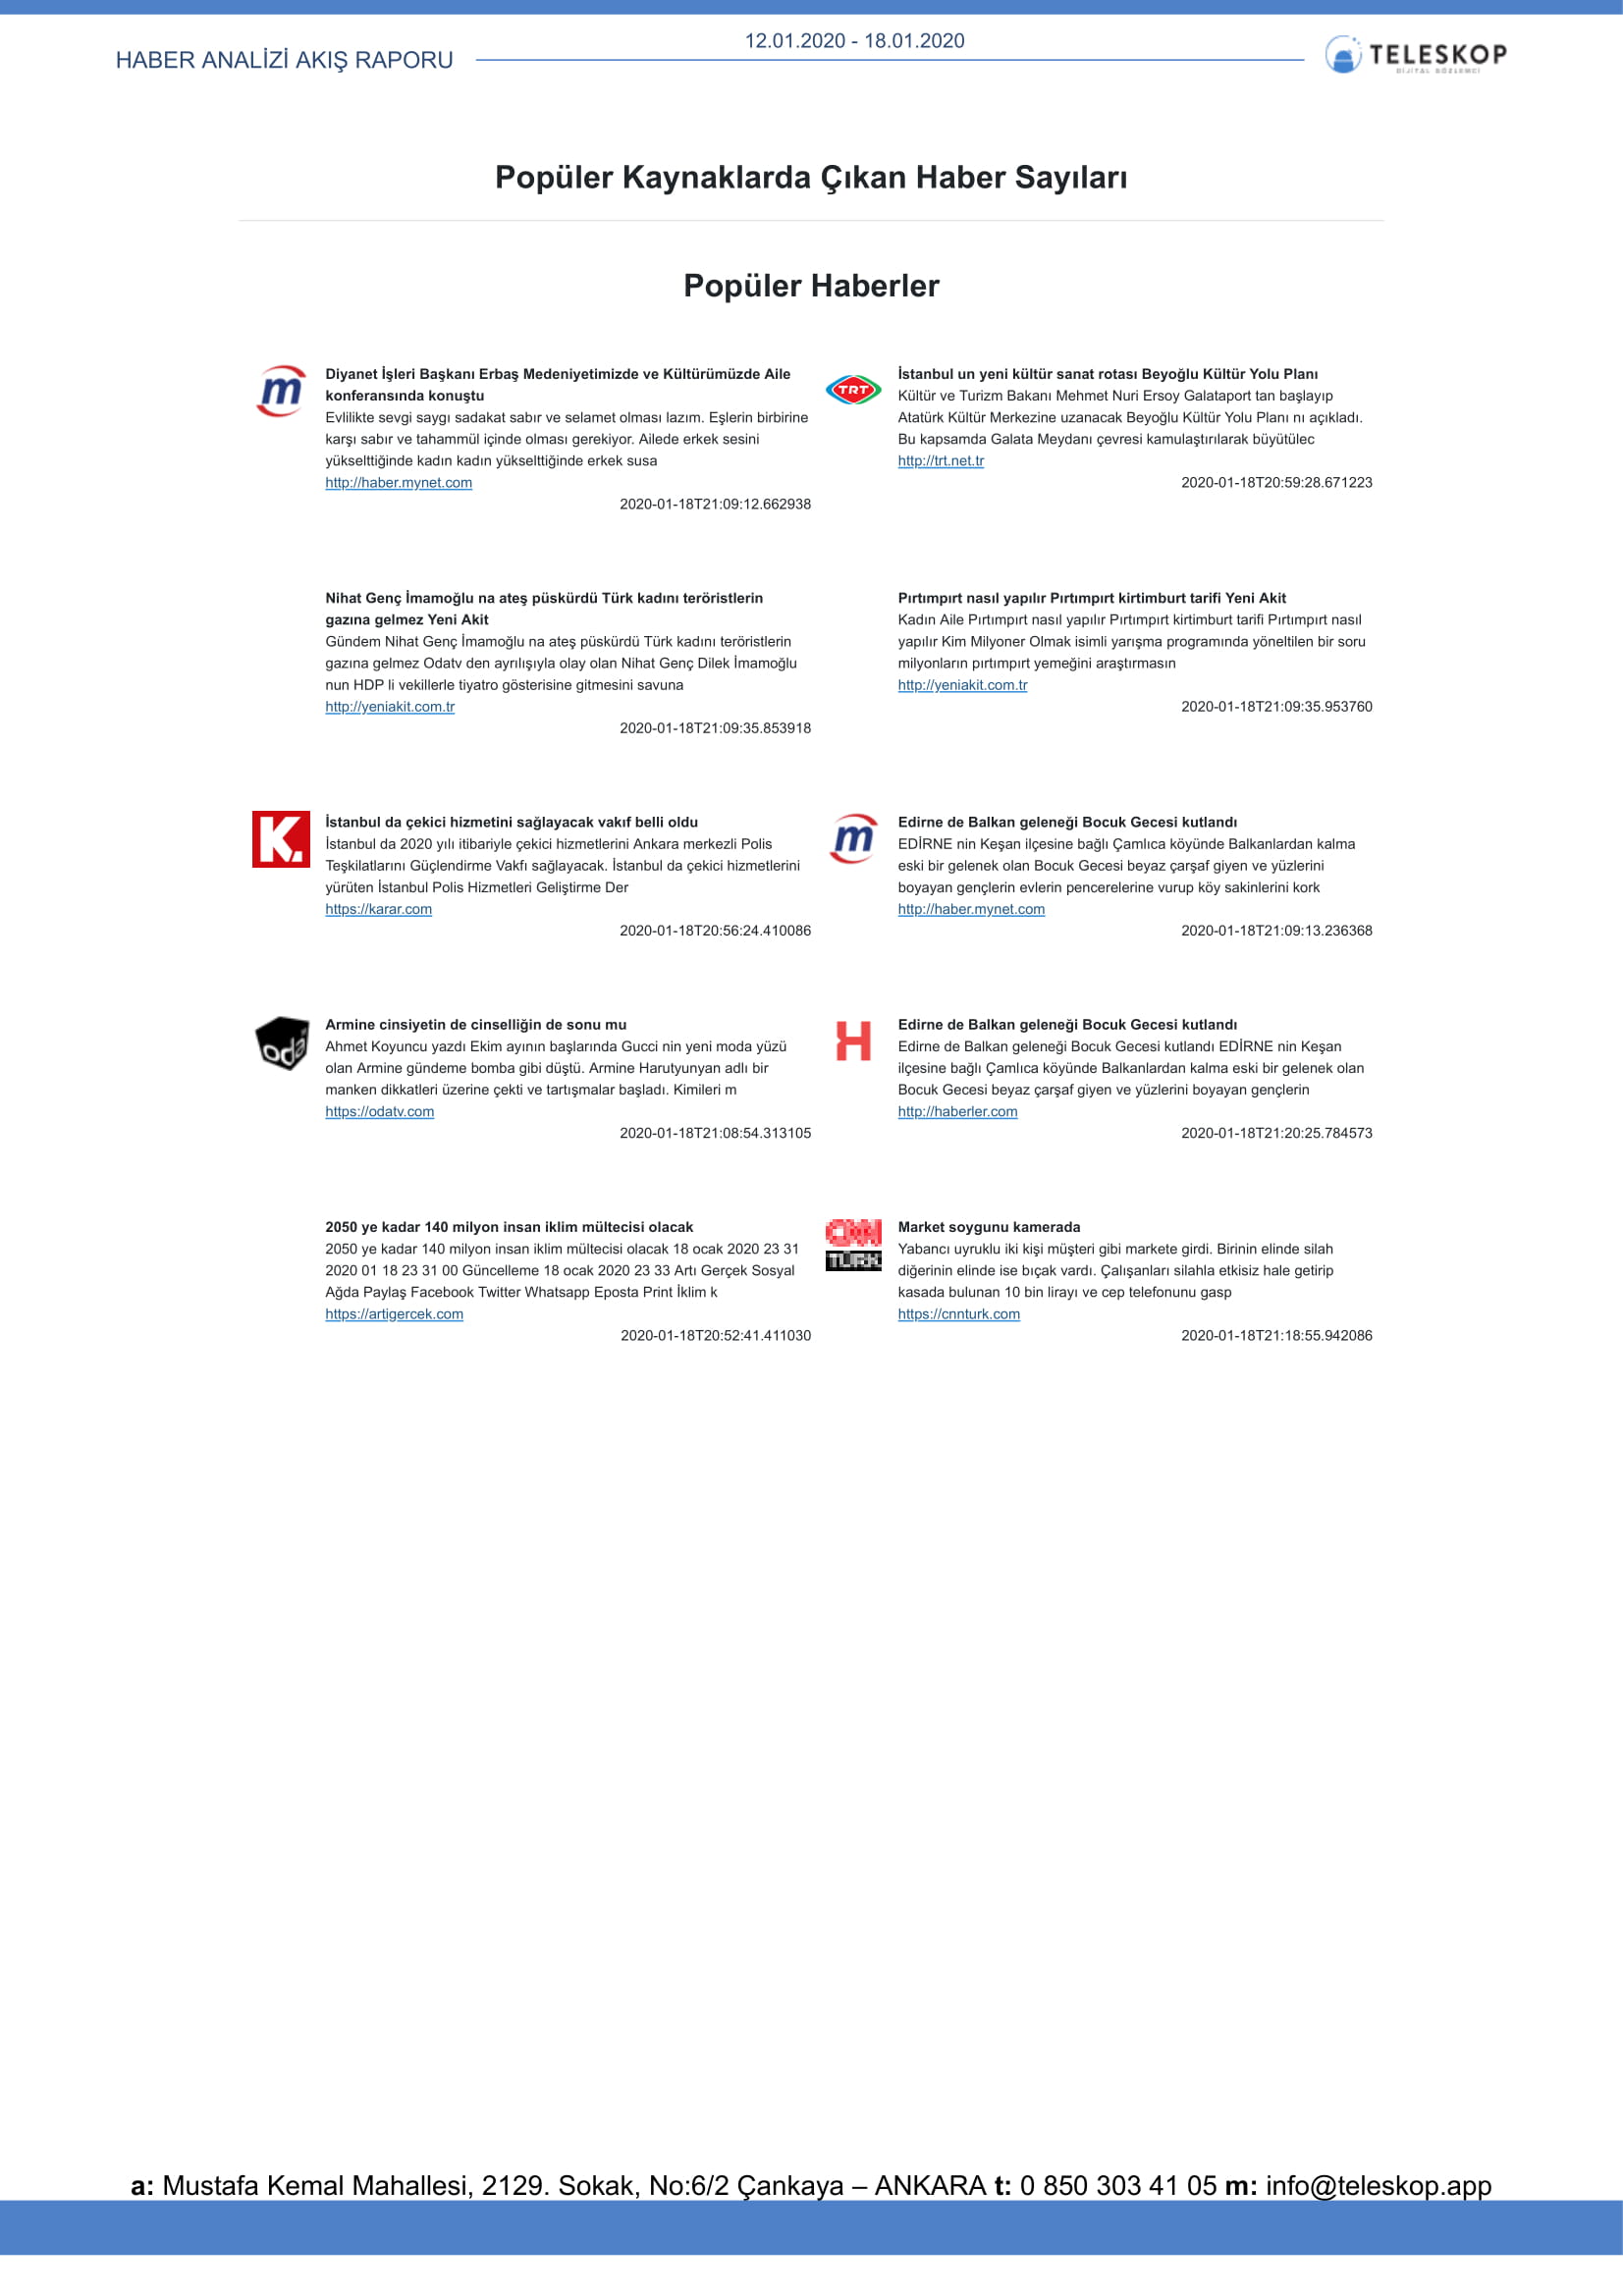 HABER ANALİZİ AKIŞ RAPORU
12.01.2020 - 18.01.2020
TELESKOP
DİJİTAL GÖZLEMCİ
Popüler Kaynaklarda Çıkan Haber Sayıları
Popüler Haberler
m
Diyanet İşleri Başkanı Erbaş Medeniyetimizde ve Kültürümüzde Aile
konferansında konuştu
Evlilikte sevgi saygı sadakat sabır ve selamet olması lazım. Eşlerin birbirine
karşı sabır ve tahammül içinde olması gerekiyor. Ailede erkek sesini
yükselttiğinde kadın kadın yükselttiğinde erkek susa
http://haber.mynet.com
2020-01-18T21:09:12.662938
TRT
İstanbul un yeni kültür sanat rotası Beyoğlu Kültür Yolu Planı
Kültür ve Turizm Bakanı Mehmet Nuri Ersoy Galataport tan başlayıp
Atatürk Kültür Merkezine uzanacak Beyoğlu Kültür Yolu Planı nı açıkladı.
Bu kapsamda Galata Meydanı çevresi kamulaştırılarak büyütülec
http://trt.net.tr
2020-01-18T20:59:28.671223
Nihat Genç İmamoğlu na ateş püskürdü Türk kadını teröristlerin
gazına gelmez Yeni Akit
Gündem Nihat Genç İmamoğlu na ateş püskürdü Türk kadını teröristlerin
gazına gelmez Odatv den ayrılışıyla olay olan Nihat Genç Dilek İmamoğlu
nun HDP li vekillerle tiyatro gösterisine gitmesini savuna
http://yeniakit.com.tr
2020-01-18T21:09:35.853918
Pırtımpırt nasıl yapılır Pırtımpırt kirtimburt tarifi Yeni Akit
Kadın Aile Pırtımpırt nasıl yapılır Pırtımpırt kirtimburt tarifi Pırtımpırt nasıl
yapılır Kim Milyoner Olmak isimli yarışma programında yöneltilen bir soru
milyonların pırtımpırt yemeğini araştırmasın
http://yeniakit.com.tr
2020-01-18T21:09:35.953760
K.
İstanbul da çekici hizmetini sağlayacak vakıf belli oldu
İstanbul da 2020 yılı itibariyle çekici hizmetlerini Ankara merkezli Polis
Teşkilatlarını Güçlendirme Vakfı sağlayacak. İstanbul da çekici hizmetlerini
yürüten İstanbul Polis Hizmetleri Geliştirme Der
https://karar.com
2020-01-18T20:56:24.410086
m
Edirne de Balkan geleneği Bocuk Gecesi kutlandı
EDİRNE nin Keşan ilçesine bağlı Çamlıca köyünde Balkanlardan kalma
eski bir gelenek olan Bocuk Gecesi beyaz çarşaf giyen ve yüzlerini
boyayan gençlerin evlerin pencerelerine vurup köy sakinlerini kork
http://haber.mynet.com
2020-01-18T21:09:13.236368
oda
Armine cinsiyetin de cinselliğin de sonu mu
Ahmet Koyuncu yazdı Ekim ayının başlarında Gucci nin yeni moda yüzü
olan Armine gündeme bomba gibi düştü. Armine Harutyunyan adlı bir
manken dikkatleri üzerine çekti ve tartışmalar başladı. Kimileri m
https://odatv.com
2020-01-18T21:08:54.313105
H
Edirne de Balkan geleneği Bocuk Gecesi kutlandı
Edirne de Balkan geleneği Bocuk Gecesi kutlandı EDİRNE nin Keşan
ilçesine bağlı Çamlıca köyünde Balkanlardan kalma eski bir gelenek olan
Bocuk Gecesi beyaz çarşaf giyen ve yüzlerini boyayan gençlerin
http://haberler.com
2020-01-18T21:20:25.784573
2050 ye kadar 140 milyon insan iklim mültecisi olacak
2050 ye kadar 140 milyon insan iklim mültecisi olacak 18 ocak 2020 23 31
2020 01 18 23 31 00 Güncelleme 18 ocak 2020 23 33 Artı Gerçek Sosyal
Ağda Paylaş Facebook Twitter Whatsapp Eposta Print İklim k
https://artigercek.com
2020-01-18T20:52:41.411030
CNN
TÜRK
Market soygunu kamerada
Yabancı uyruklu iki kişi müşteri gibi markete girdi. Birinin elinde silah
diğerinin elinde ise bıçak vardı. Çalışanları silahla etkisiz hale getirip
kasada bulunan 10 bin lirayı ve cep telefonunu gasp
https://cnnturk.com
2020-01-18T21:18:55.942086
a: Mustafa Kemal Mahallesi, 2129. Sokak, No:6/2 Çankaya – ANKARA t: 0 850 303 41 05 m: info@teleskop.app